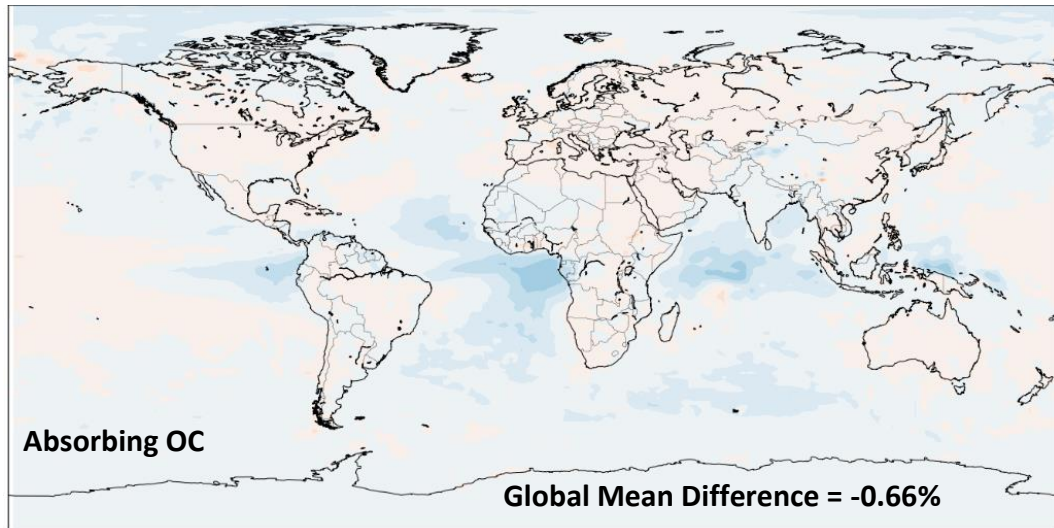 Absorbing OC
Global Mean Difference = -0.66%